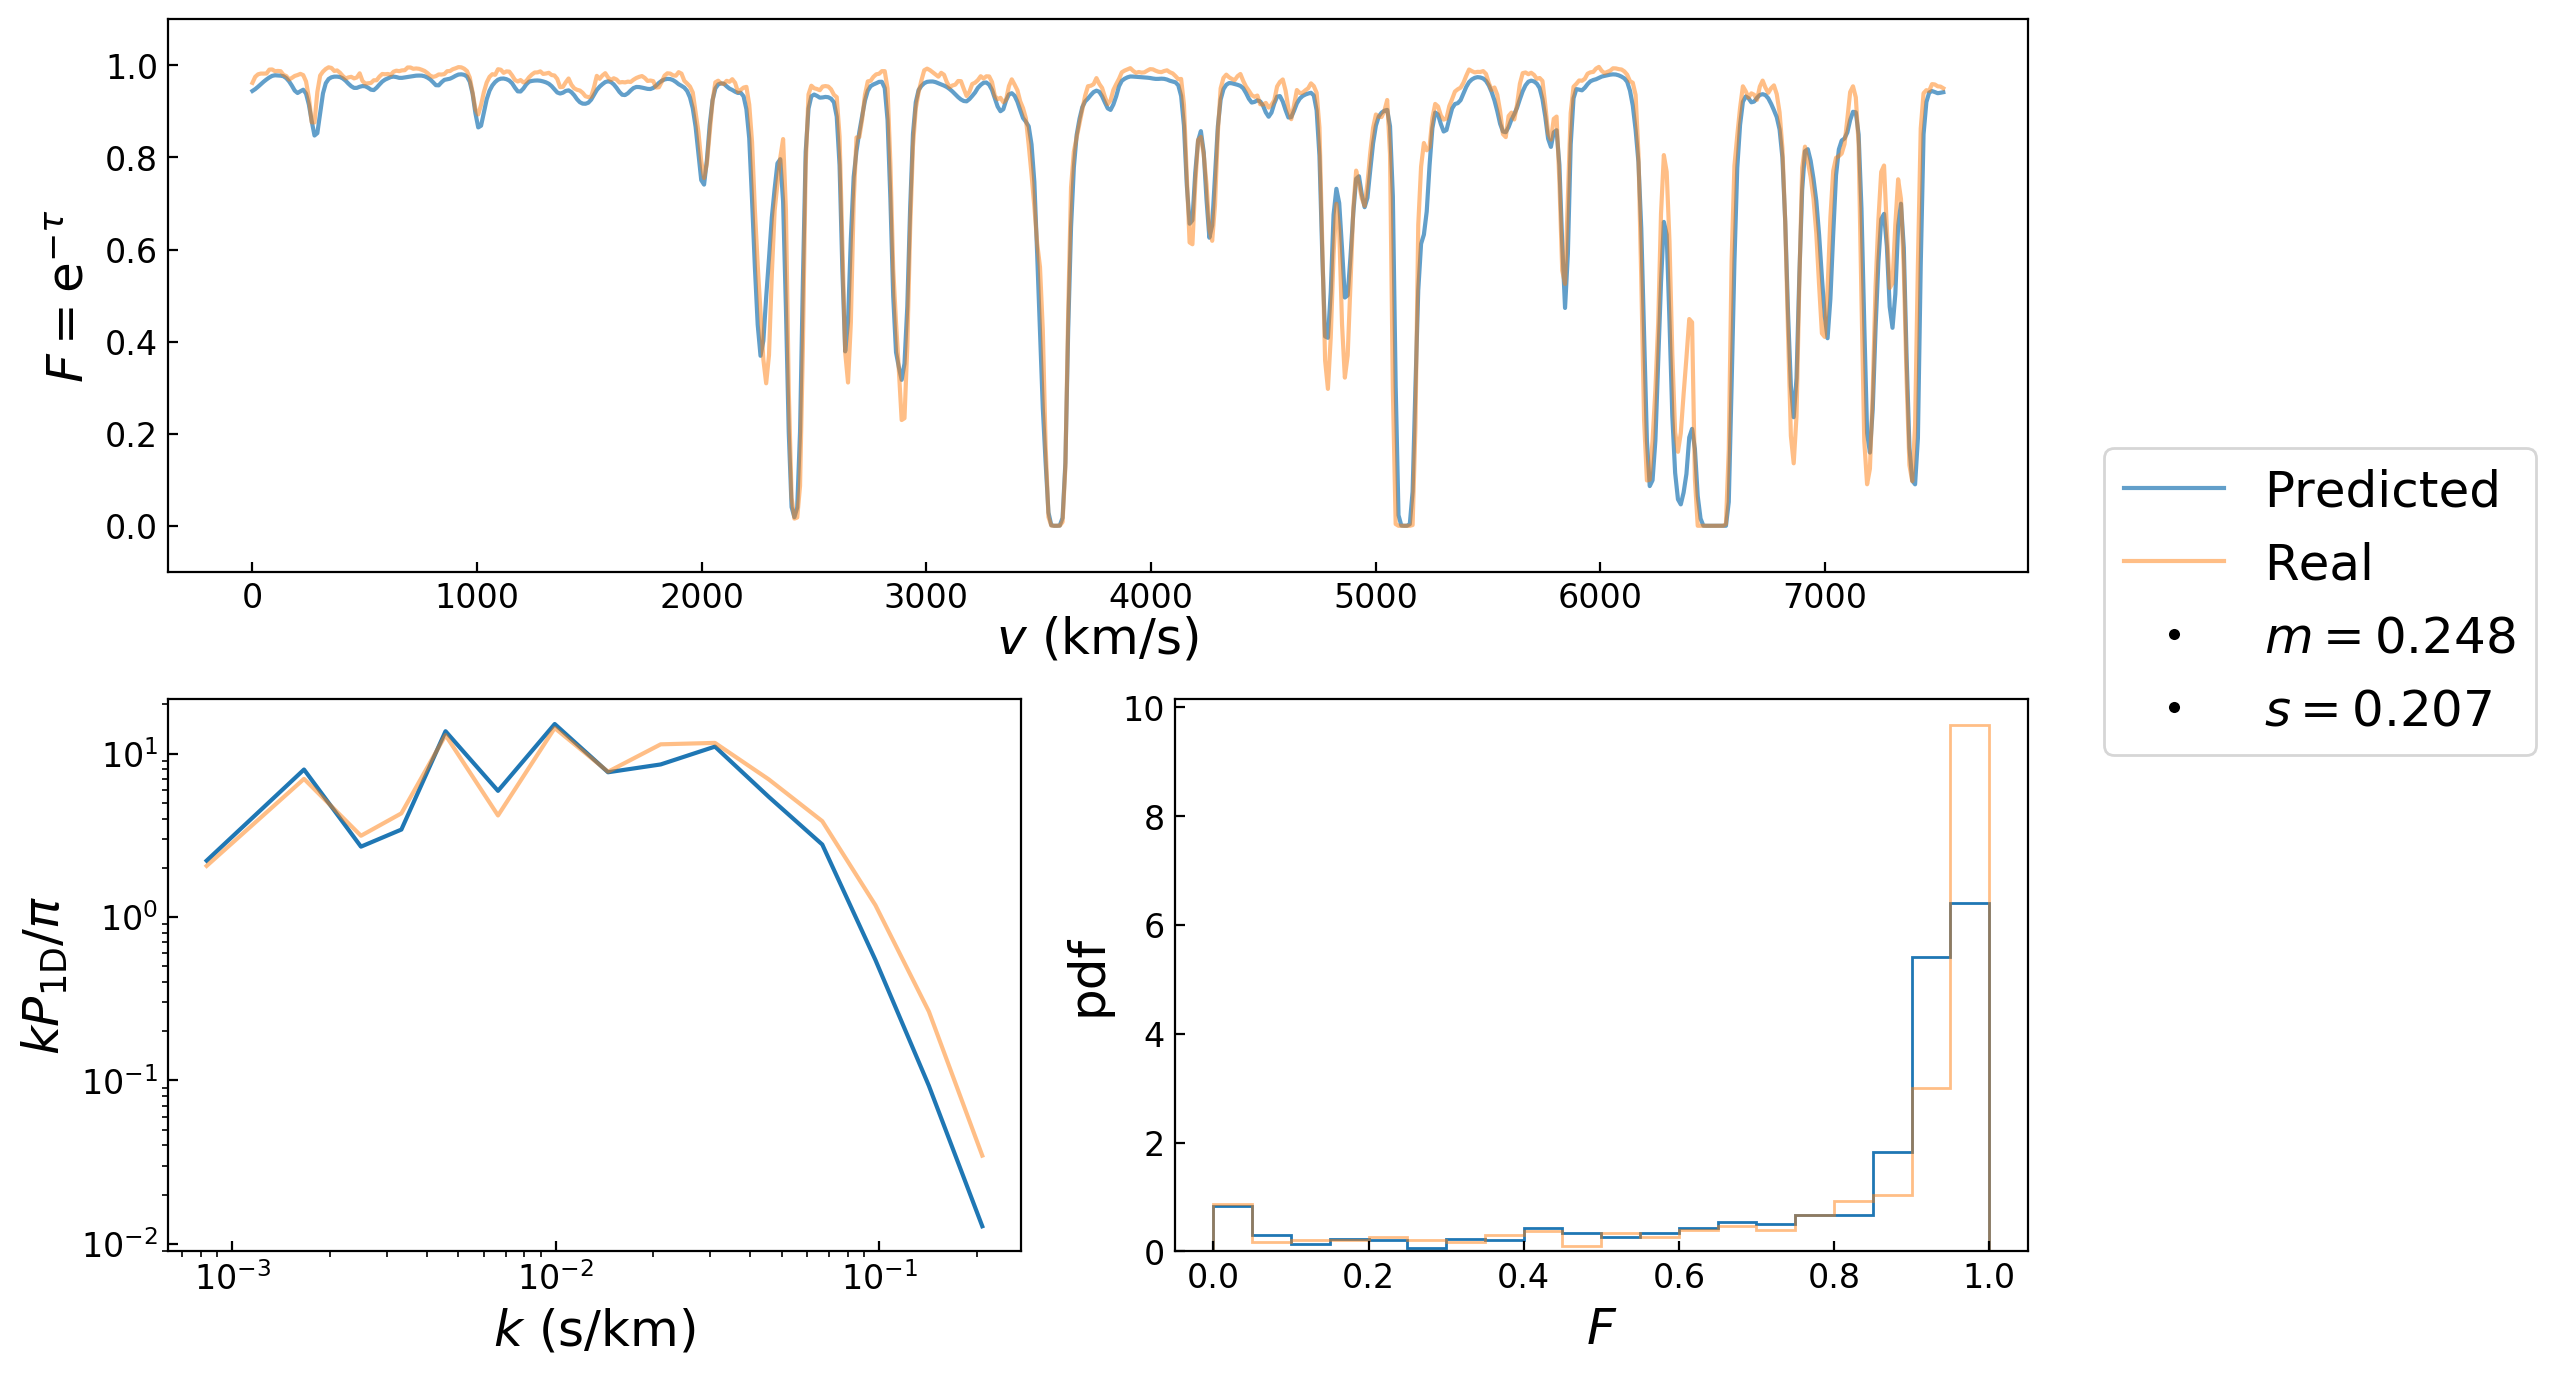 1.0
0.8
0.6
0.4
0.2
0.0
F = e^{−τ}
0 1000 2000 3000 4000 5000 6000 7000
v (km/s)
Predicted
Real
m = 0.248
s = 0.207
10^1
10^0
10^{−1}
10^{−2}
kP_{1D}/π
10^{−3} 10^{−2} 10^{−1}
k (s/km)
10
8
6
4
2
0
pdf
0.0 0.2 0.4 0.6 0.8 1.0
F